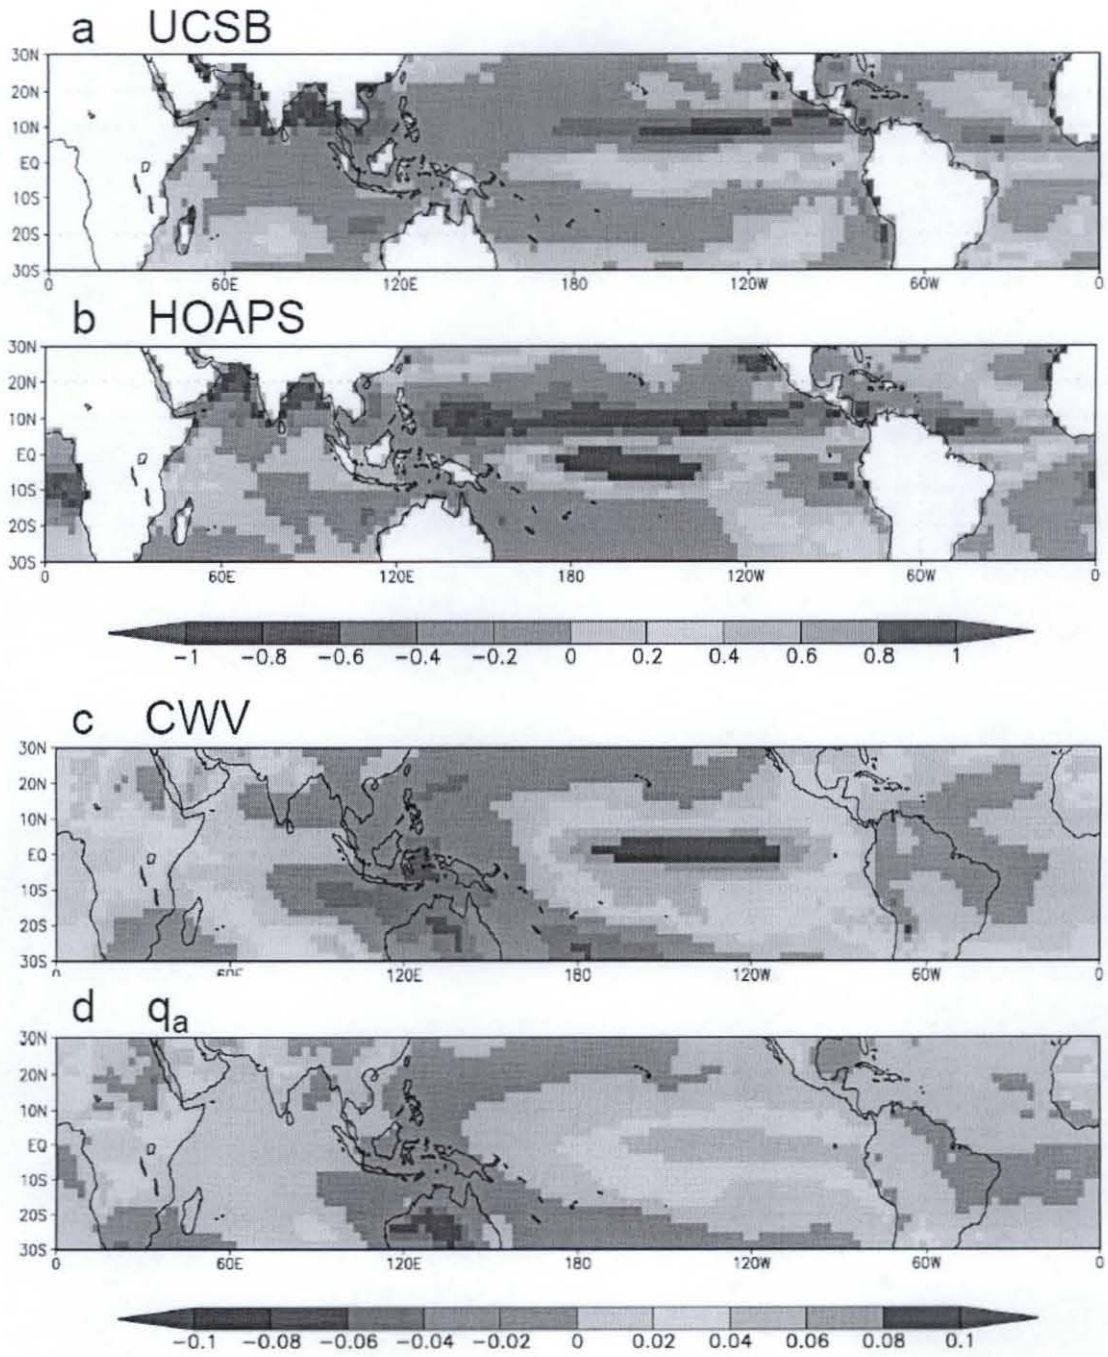 a UCSB
30N
20N
10N
EQ
10S
20S
30S
0 60E 120E 180 120W 60W 0
b HOAPS
30N
20N
10N
EQ
10S
20S
30S
0 60E 120E 180 120W 60W 0
−1 −0.8 −0.6 −0.4 −0.2 0 0.2 0.4 0.6 0.8 1
c CWV
30N
20N
10N
EQ
10S
20S
30S
0 60E 120E 180 120W 60W 0
d qa
30N
20N
10N
EQ
10S
20S
30S
0 60E 120E 180 120W 60W 0
−0.1 −0.08 −0.06 −0.04 −0.02 0 0.02 0.04 0.06 0.08 0.1